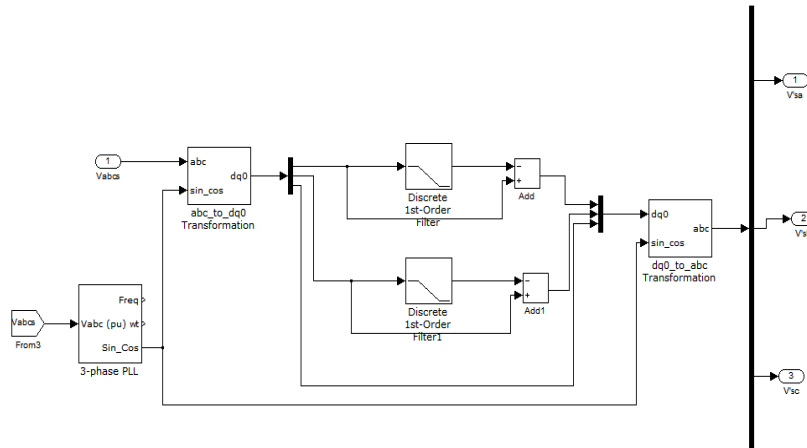 1
V'sa
1
Vabcs
abc
dq0
sin_cos
abc_to_dq0
Transformation
Discrete
1st-Order
Filter
Add
dq0
abc
sin_cos
dq0_to_abc
Transformation
2
V's
Discrete
1st-Order
Filter1
Add1
Vabcs
From3
Freq
Vabc (pu) wt
Sin_Cos
3-phase PLL
3
V'sc